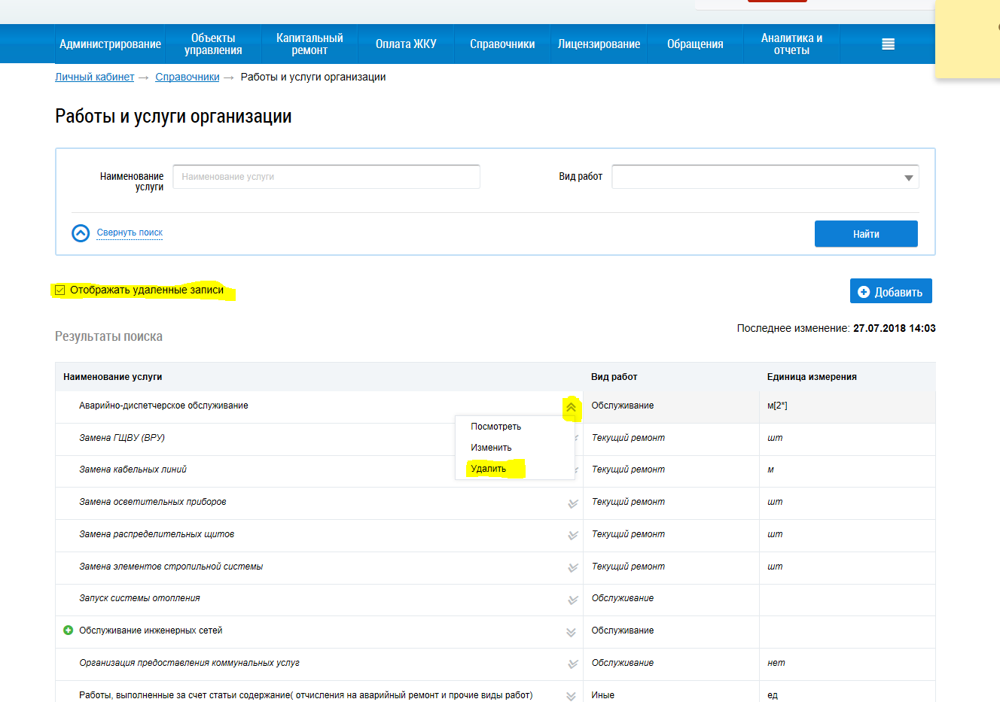 Администрирование
Объекты управления
Капитальный ремонт
Оплата ЖКУ
Справочники
Лицензирование
Обращения
Аналитика и отчеты
Личный кабинет → Справочники → Работы и услуги организации
Работы и услуги организации
Наименование услуги
Наименование услуги
Вид работ
Свернуть поиск
Найти
Отображать удаленные записи
Добавить
Последнее изменение: 27.07.2018 14:03
Результаты поиска
Наименование услуги Вид работ Единица измерения
Аварийно-диспетчерское обслуживание Обслуживание м[2*]
Посмотреть
Замена ГЩВУ (ВРУ) Текущий ремонт шт
Изменить
Удалить
Замена кабельных линий Текущий ремонт м
Замена осветительных приборов Текущий ремонт шт
Замена распределительных щитов Текущий ремонт шт
Замена элементов стропильной системы Текущий ремонт шт
Запуск системы отопления Обслуживание
Обслуживание инженерных сетей Обслуживание
Организация предоставления коммунальных услуг Обслуживание нет
Работы, выполненные за счет статьи содержание( отчисления на аварийный ремонт и прочие виды работ) Иные ед